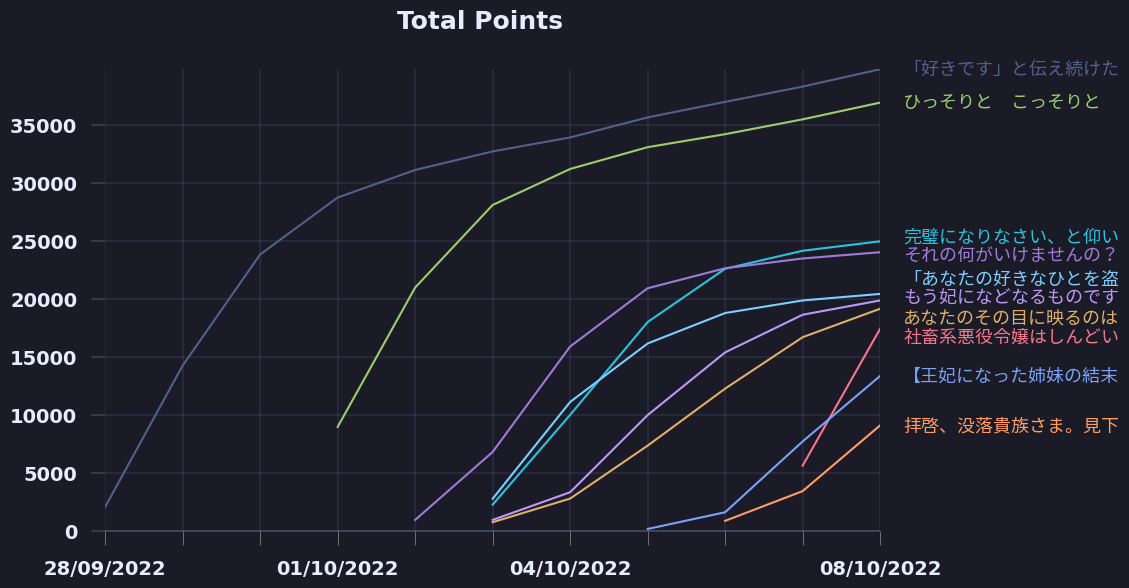 Total Points
35000
30000
25000
20000
15000
10000
5000
0
28/09/2022
01/10/2022
04/10/2022
08/10/2022
「好きです」と伝え続けた
ひっそりと　こっそりと
完璧になりなさい、と仰い
それの何がいけませんの？
「あなたの好きなひとを盗
もう妃になどなるものです
あなたのその目に映るのは
社畜系悪役令嬢はしんどい
【王妃になった姉妹の結末
拝啓、没落貴族さま。見下